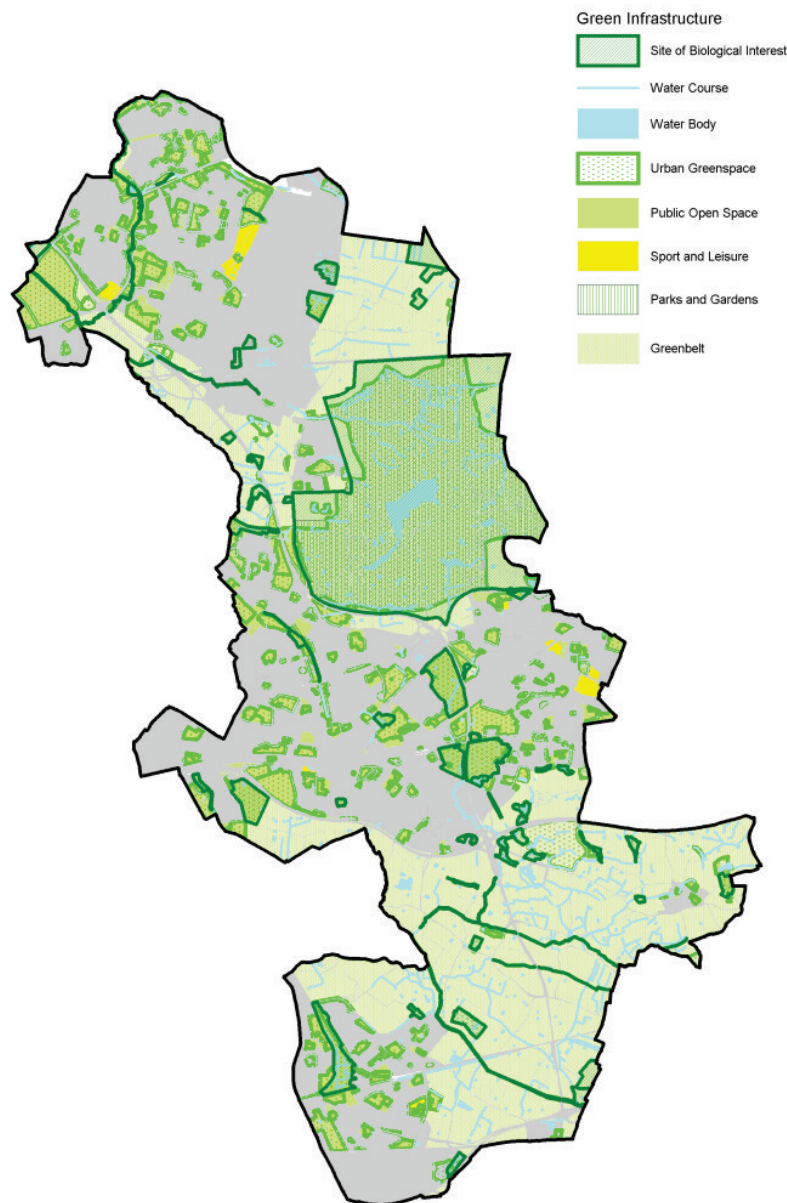 Green Infrastructure
Site of Biological Interest
Water Course
Water Body
Urban Greenspace
Public Open Space
Sport and Leisure
Parks and Gardens
Greenbelt